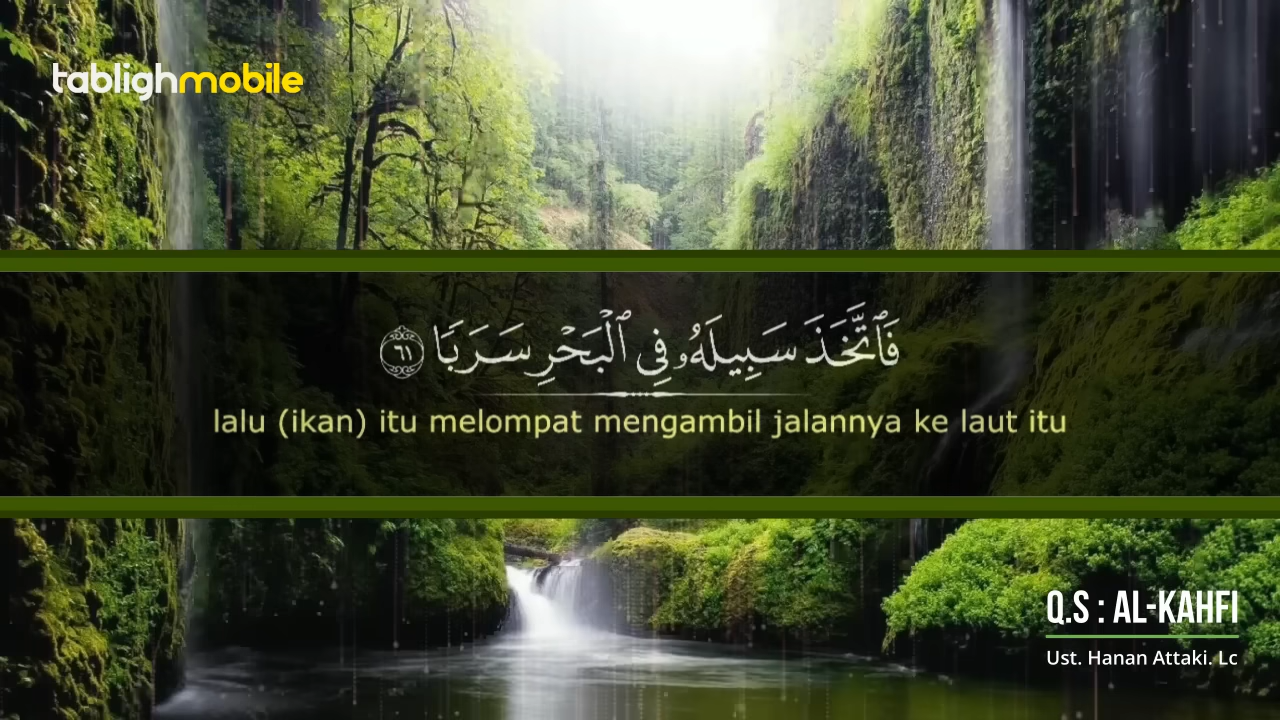 tablighmobile
فَٱتَّخَذَ سَبِيلَهُۥ فِى ٱلْبَحْرِ سَرَبًا ٦١
lalu (ikan) itu melompat mengambil jalannya ke laut itu
Q.S : AL-KAHFI
Ust. Hanan Attaki. Lc